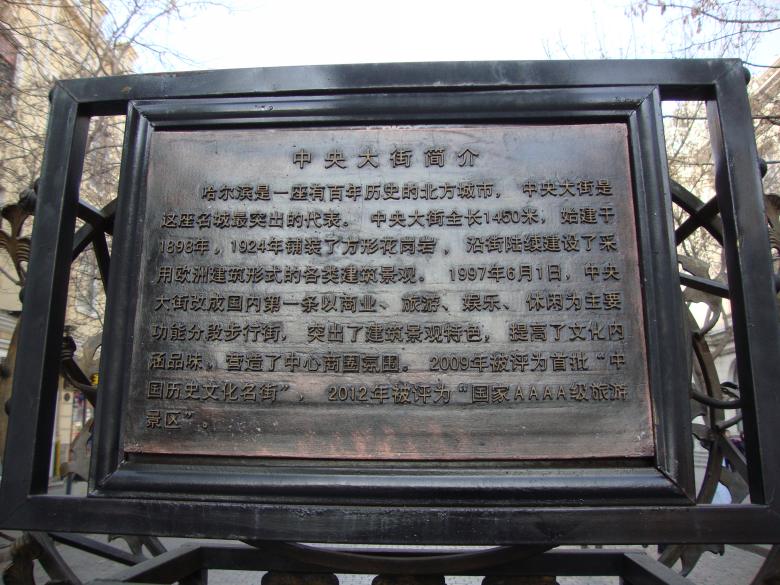 中央大街简介
哈尔滨是一座有百年历史的北方城市， 中央大街是
这座名城最突出的代表。 中央大街全长1450米，始建于
1898年，1924年铺装了方形花岗岩， 沿街陆续建设了采
用欧洲建筑形式的各类建筑景观。 1997年6月1日，中央
大街改成国内第一条以商业、旅游、娱乐、休闲为主要
功能分段步行街， 突出了建筑景观特色，提高了文化内
涵品味，营造了中心商圈氛围。 2009年被评为首批“中
国历史文化名街”， 2012年被评为“国家AAAA级旅游
景区”。